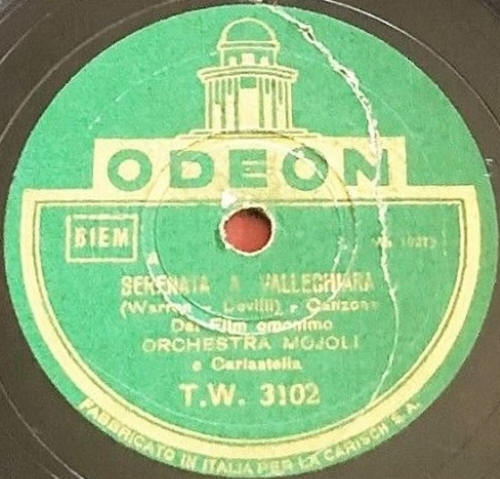 ODEON
BIEM
SERENATA A VALLECHIARA
(Warren - Devilli) - Canzone
Dal Film omonimo
ORCHESTRA MOJOLI
e Carlastella
T.W. 3102
FABBRICATO IN ITALIA PER LA CARISCH S.A.